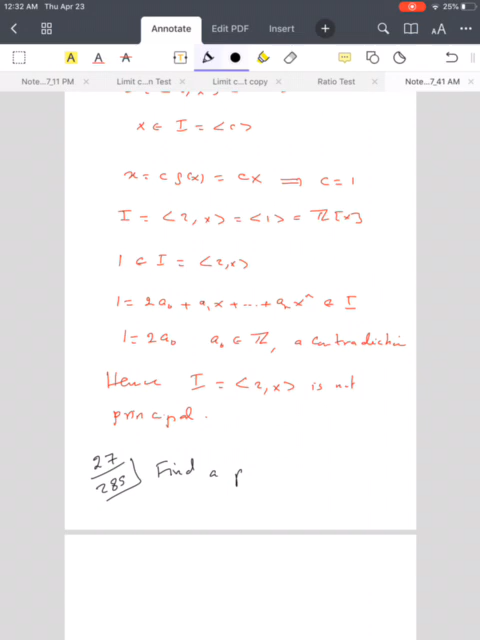 12:32 AM Thu Apr 23
25%
Annotate
Edit PDF
Insert
Note...7_11 PM
Limit c...n Test
Limit c...t copy
Ratio Test
Note...7_41 AM
x ∈ I = <c>
x = c g(x) = cx ⟹ c = 1
I = <2, x> = <1> = ℤ[x]
1 ∈ I = <2, x>
1 = 2a₀ + a₁x + ... + aₙxⁿ ∈ I
1 = 2a₀ a₀ ∈ ℤ, a contradiction
Hence I = <2, x> is not
principal.
27/285) Find a p